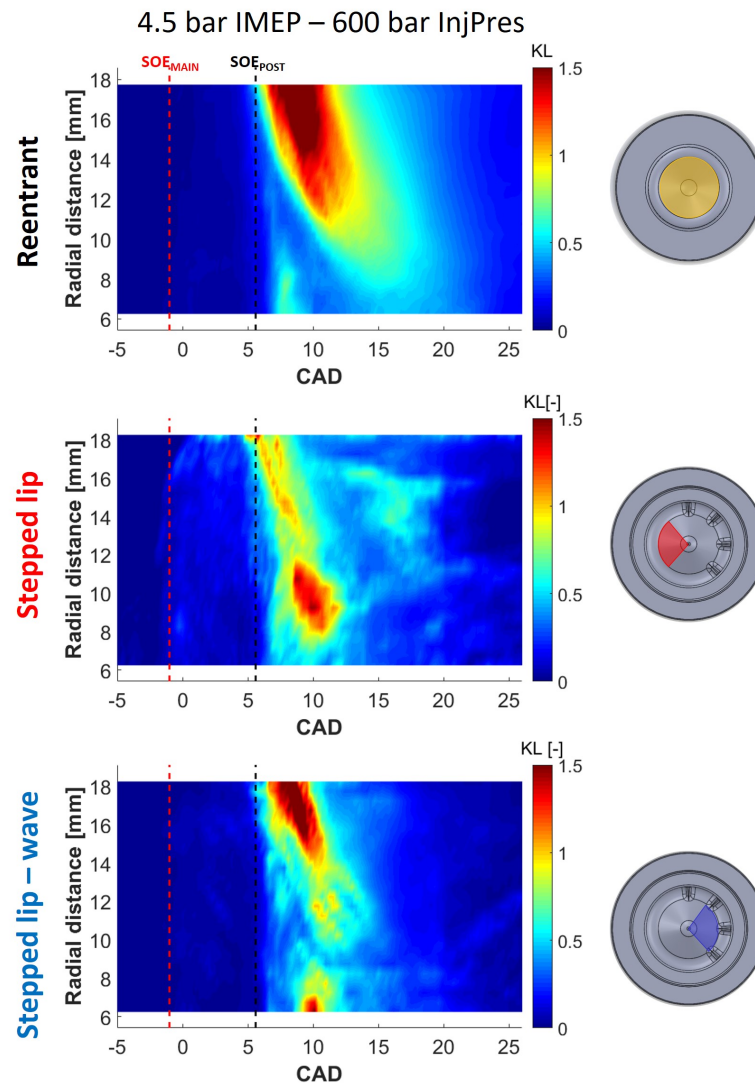 4.5 bar IMEP – 600 bar InjPres
SOE_MAIN SOE_POST KL
Reentrant
Radial distance [mm]
18
16
14
12
10
8
6
-5 0 5 10 15 20 25
CAD
1.5
1
0.5
0
KL[-]
Stepped lip
Radial distance [mm]
18
16
14
12
10
8
6
-5 0 5 10 15 20 25
CAD
1.5
1
0.5
0
KL [-]
Stepped lip – wave
Radial distance [mm]
18
16
14
12
10
8
6
-5 0 5 10 15 20 25
CAD
1.5
1
0.5
0